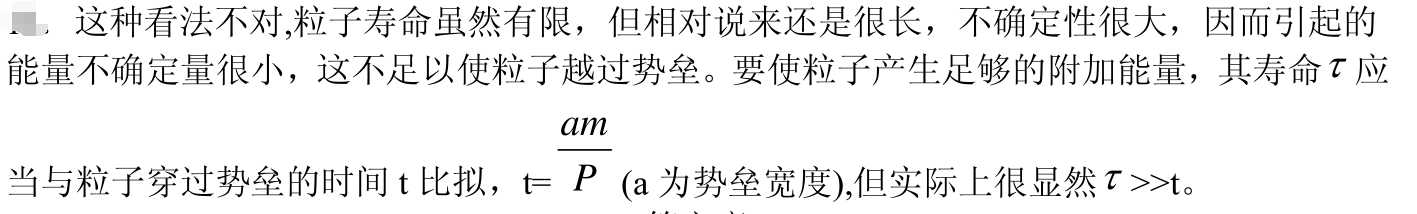 这种看法不对,粒子寿命虽然有限，但相对说来还是很长，不确定性很大，因而引起的
能量不确定量很小，这不足以使粒子越过势垒。要使粒子产生足够的附加能量，其寿命 τ 应
当与粒子穿过势垒的时间 t 比拟，t= am/P (a 为势垒宽度),但实际上很显然 τ >>t。